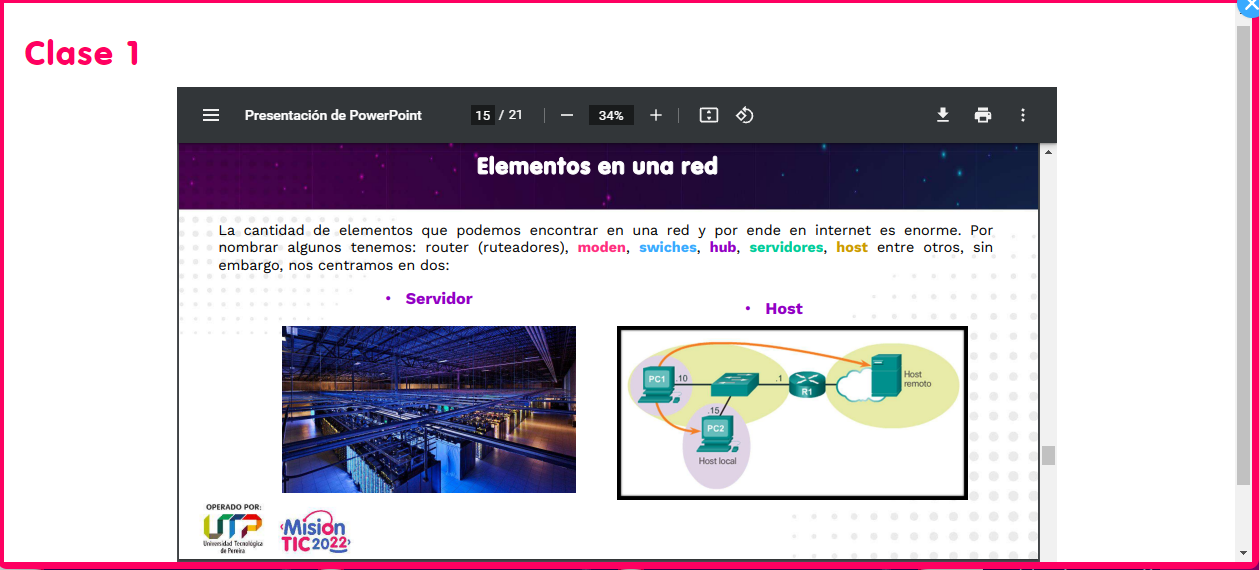 Clase 1
Presentación de PowerPoint
15 / 21
34%
Elementos en una red
La cantidad de elementos que podemos encontrar en una red y por ende en internet es enorme. Por
nombrar algunos tenemos: router (ruteadores), moden, swiches, hub, servidores, host entre otros, sin
embargo, nos centramos en dos:
• Servidor
• Host
PC1
.10
.1
R1
Host
remoto
.15
PC2
Host local
OPERADO POR:
UTP
Universidad Tecnológica
de Pereira
Misión
TIC 2022